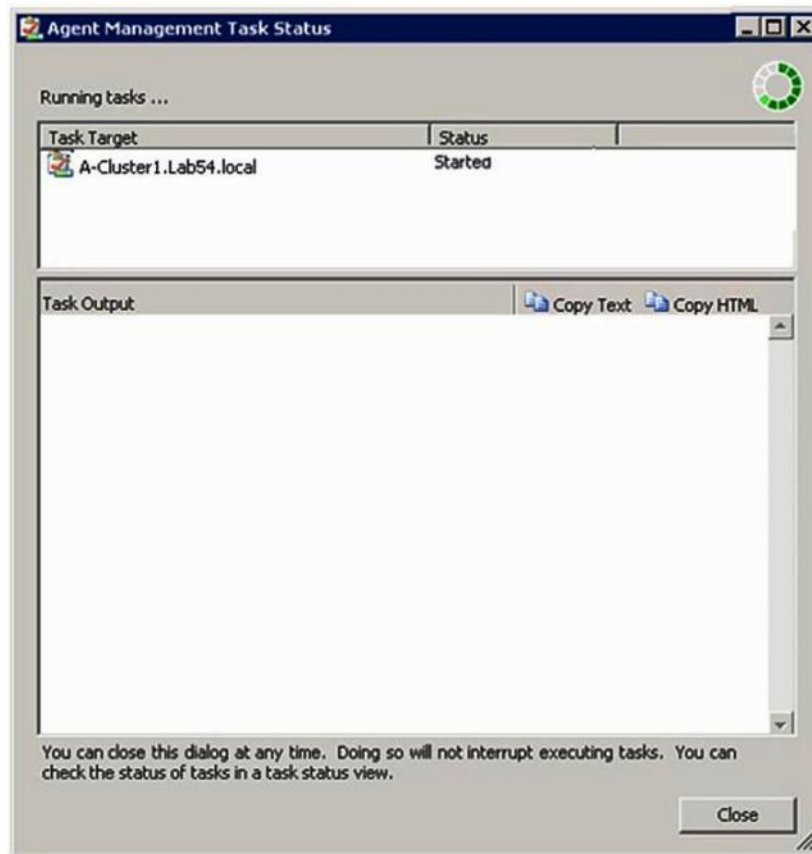 Agent Management Task Status
Running tasks ...
Task Target Status
A-Cluster1.Lab54.local Started
Task Output Copy Text Copy HTML
You can close this dialog at any time. Doing so will not interrupt executing tasks. You can
check the status of tasks in a task status view.
Close